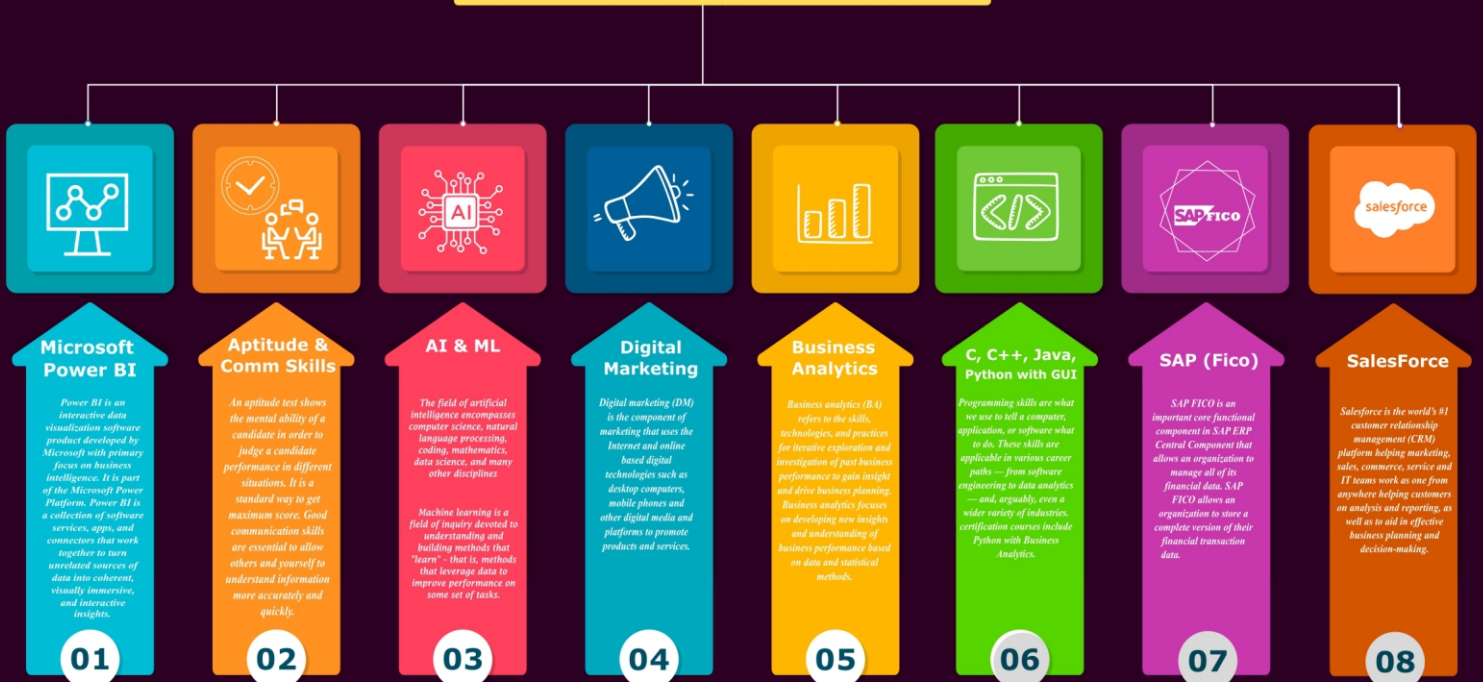 AI
SAP FICO
salesforce
Microsoft
Power BI
Power BI is an
interactive data
visualization software
product developed by
Microsoft with primary
focus on business
intelligence. It is part
of the Microsoft Power
Platform. Power BI is
a collection of software
services, apps, and
connectors that work
together to turn
unrelated sources of
data into coherent,
visually immersive,
and interactive
insights.
01
Aptitude &
Comm Skills
An aptitude test shows
the mental ability of a
candidate in order to
judge a candidate
performance in different
situations. It is a
standard way to get
maximum score. Good
communication skills
are essential to allow
others and yourself to
understand information
more accurately and
quickly.
02
AI & ML
The field of artificial
intelligence encompasses
computer science, natural
language processing,
coding, mathematics,
data science, and many
other disciplines
Machine learning is a
field of inquiry devoted to
understanding and
building methods that
"learn" - that is, methods
that leverage data to
improve performance on
some set of tasks.
03
Digital
Marketing
Digital marketing (DM)
is the component of
marketing that uses the
Internet and online
based digital
technologies such as
desktop computers,
mobile phones and
other digital media and
platforms to promote
products and services.
04
Business
Analytics
Business analytics (BA)
refers to the skills,
technologies, and practices
for iterative exploration and
investigation of past business
performance to gain insight
and drive business planning.
Business analytics focuses
on developing new insights
and understanding of
business performance based
on data and statistical
methods.
05
C, C++, Java,
Python with GUI
Programming skills are what
we use to tell a computer,
application, or software what
to do. These skills are
applicable in various career
paths — from software
engineering to data analytics
— and, arguably, even a
wider variety of industries.
certification courses include
Python with Business
Analytics.
06
SAP (Fico)
SAP FICO is an
important core functional
component in SAP ERP
Central Component that
allows an organization to
manage all of its
financial data. SAP
FICO allows an
organization to store a
complete version of their
financial transaction
data.
07
SalesForce
Salesforce is the world's #1
customer relationship
management (CRM)
platform helping marketing,
sales, commerce, service and
IT teams work as one from
anywhere helping customers
on analysis and reporting, as
well as to aid in effective
business planning and
decision-making.
08